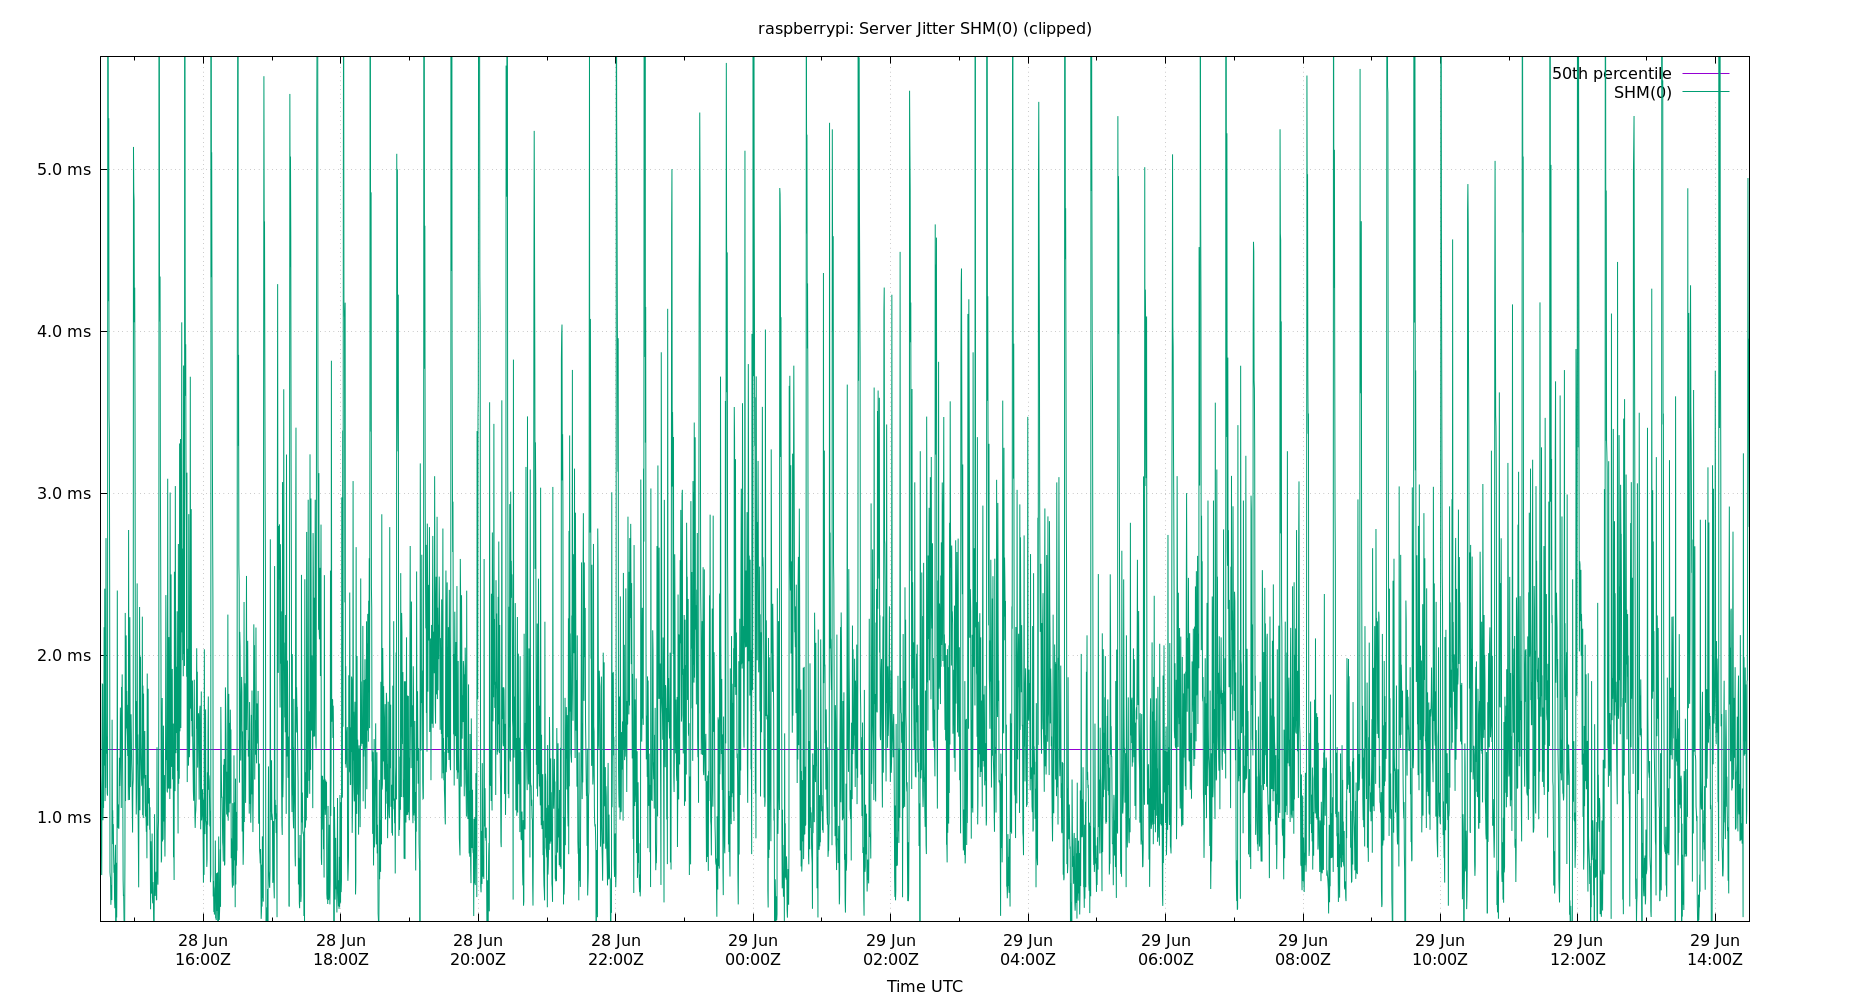 raspberrypi: Server Jitter SHM(0) (clipped)
50th percentile
SHM(0)
5.0 ms
4.0 ms
3.0 ms
2.0 ms
1.0 ms
28 Jun 28 Jun 28 Jun 28 Jun 29 Jun 29 Jun 29 Jun 29 Jun 29 Jun 29 Jun 29 Jun 29 Jun
16:00Z 18:00Z 20:00Z 22:00Z 00:00Z 02:00Z 04:00Z 06:00Z 08:00Z 10:00Z 12:00Z 14:00Z
Time UTC